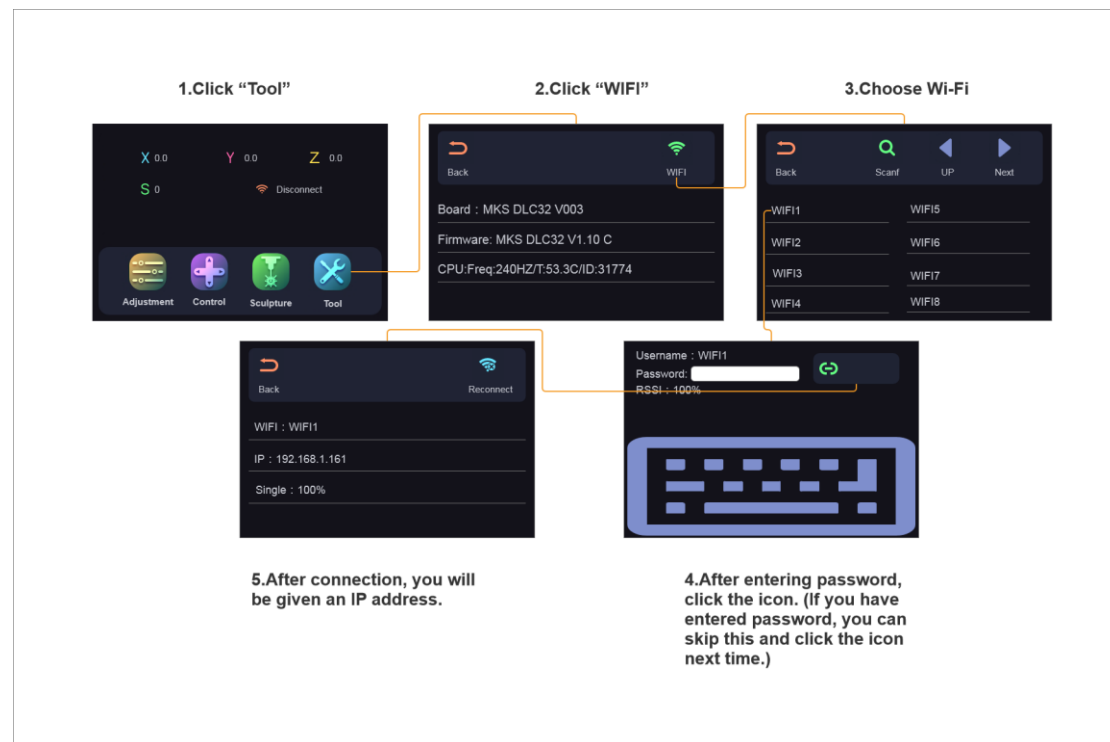 1.Click “Tool”
2.Click “WIFI”
3.Choose Wi-Fi
X 0.0
Y 0.0
Z 0.0
S 0
Disconnect
Adjustment
Control
Sculpture
Tool
Back
WIFI
Board : MKS DLC32 V003
Firmware: MKS DLC32 V1.10 C
CPU:Freq:240HZ/T:53.3C/ID:31774
Back
Scanf
UP
Next
WIFI1
WIFI5
WIFI2
WIFI6
WIFI3
WIFI7
WIFI4
WIFI8
Username : WIFI1
Password:
RSSI : 100%
4.After entering password,
click the icon. (If you have
entered password, you can
skip this and click the icon
next time.)
Back
Reconnect
WIFI : WIFI1
IP : 192.168.1.161
Single : 100%
5.After connection, you will
be given an IP address.